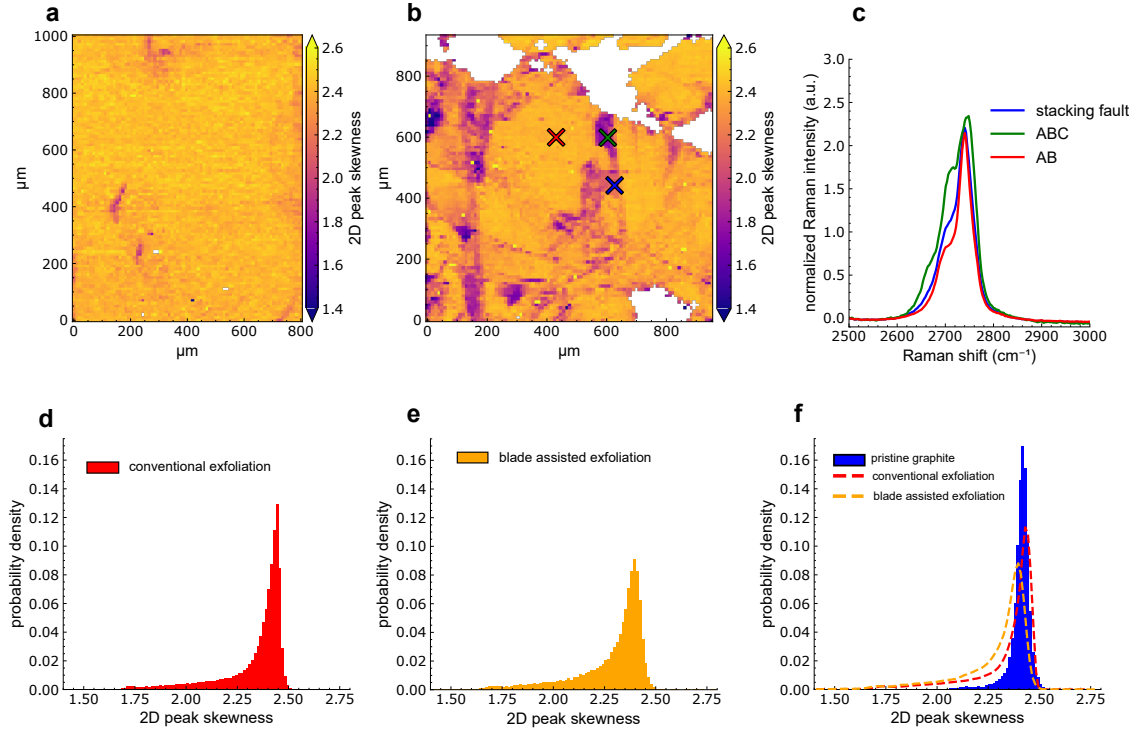 a
1000
800
600
400
200
0
µm
0 200 400 600 800
µm
2.6
2.4
2.2
2.0
1.8
1.6
1.4
2D peak skewness
b
800
600
400
200
0
µm
0 200 400 600 800
µm
2.6
2.4
2.2
2.0
1.8
1.6
1.4
2D peak skewness
c
normalized Raman intensity (a.u.)
3.0
2.5
2.0
1.5
1.0
0.5
0.0
2500 2600 2700 2800 2900 3000
Raman shift (cm⁻¹)
stacking fault
ABC
AB
d
probability density
0.16
0.14
0.12
0.10
0.08
0.06
0.04
0.02
0.00
1.50 1.75 2.00 2.25 2.50 2.75
2D peak skewness
conventional exfoliation
e
probability density
0.16
0.14
0.12
0.10
0.08
0.06
0.04
0.02
0.00
1.50 1.75 2.00 2.25 2.50 2.75
2D peak skewness
blade assisted exfoliation
f
probability density
0.16
0.14
0.12
0.10
0.08
0.06
0.04
0.02
0.00
1.50 1.75 2.00 2.25 2.50 2.75
2D peak skewness
pristine graphite
conventional exfoliation
blade assisted exfoliation